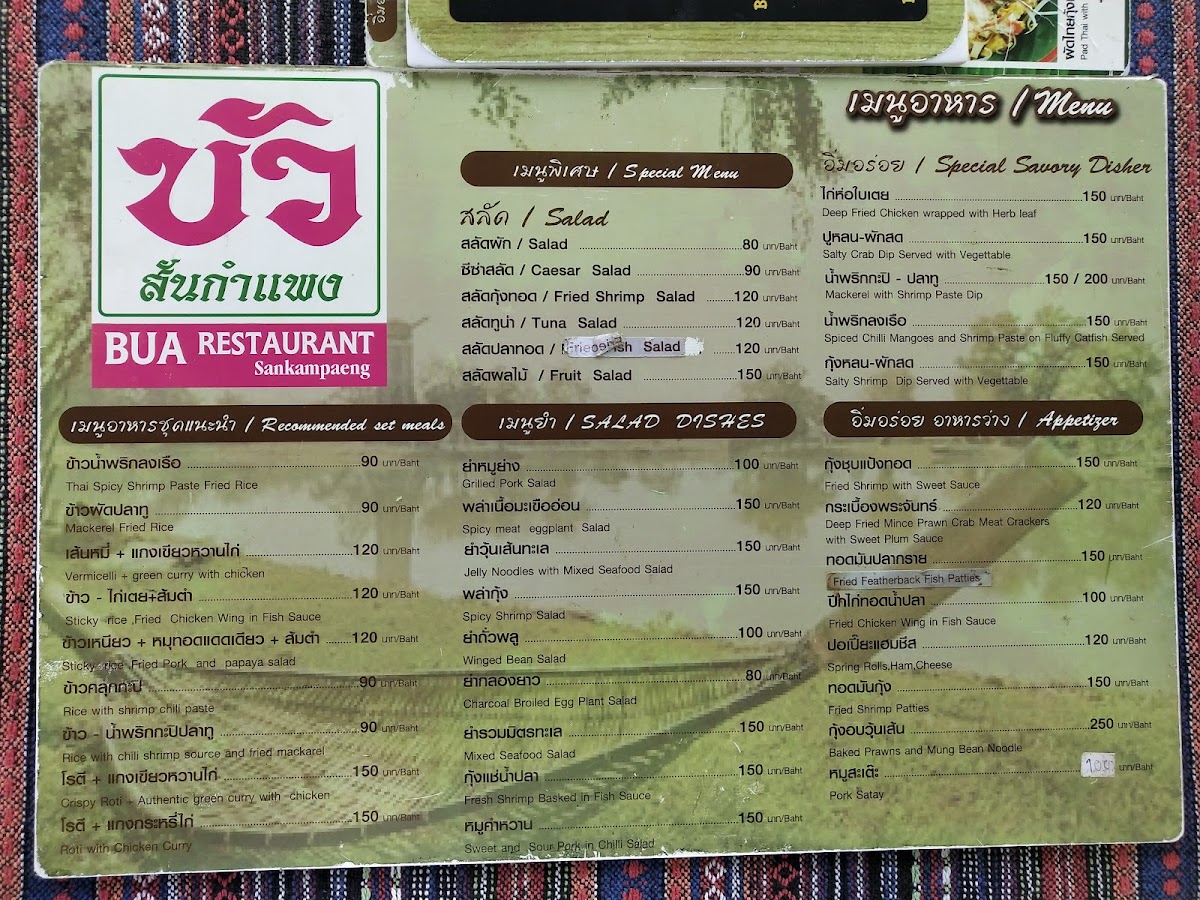 อิ่มอ
B
ผัดไทยกุ้ง
Pad Thai with
บัว
สันกำแพง
BUA RESTAURANT
Sankampaeng
เมนูอาหาร / Menu
เมนูพิเศษ / Special Menu
สลัด / Salad
สลัดผัก / Salad 80 บาท/Baht
ซีซ่าสลัด / Caesar Salad 90 บาท/Baht
สลัดกุ้งทอด / Fried Shrimp Salad 120 บาท/Baht
สลัดทูน่า / Tuna Salad 120 บาท/Baht
สลัดปลาทอด / Fried Fish Salad 120 บาท/Baht
สลัดผลไม้ / Fruit Salad 150 บาท/Baht
อิ่มอร่อย / Special Savory Disher
ไก่ห่อใบเตย 150 บาท/Baht
Deep Fried Chicken wrapped with Herb leaf
ปูหลน-ผักสด 150 บาท/Baht
Salty Crab Dip Served with Vegettable
น้ำพริกกะปิ - ปลาทู 150 / 200 บาท/Baht
Mackerel with Shrimp Paste Dip
น้ำพริกลงเรือ 150 บาท/Baht
Spiced Chilli Mangoes and Shrimp Paste on Fluffy Catfish Served
กุ้งหลน-ผักสด 150 บาท/Baht
Salty Shrimp Dip Served with Vegettable
เมนูอาหารชุดแนะนำ / Recommended set meals
ข้าวน้ำพริกลงเรือ 90 บาท/Baht
Thai Spicy Shrimp Paste Fried Rice
ข้าวผัดปลาทู 90 บาท/Baht
Mackerel Fried Rice
เส้นหมี่ + แกงเขียวหวานไก่ 120 บาท/Baht
Vermicelli + green curry with chicken
ข้าว - ไก่เตย+ส้มตำ 120 บาท/Baht
Sticky rice ,Fried Chicken Wing in Fish Sauce
ข้าวเหนียว + หมูทอดแดดเดียว + ส้มตำ 120 บาท/Baht
Sticky rice ,Fried Pork and papaya salad
ข้าวคลุกกะปิ 90 บาท/Baht
Rice with shrimp chili paste
ข้าว - น้ำพริกกะปิปลาทู 90 บาท/Baht
Rice with chili shrimp source and fried mackarel
โรตี + แกงเขียวหวานไก่ 150 บาท/Baht
Crispy Roti + Authentic green curry with chicken
โรตี + แกงกระหรี่ไก่ 150 บาท/Baht
Roti with Chicken Curry
เมนูยำ / SALAD DISHES
ยำหมูย่าง 100 บาท/Baht
Grilled Pork Salad
พล่าเนื้อมะเขืออ่อน 150 บาท/Baht
Spicy meat eggplant Salad
ยำวุ้นเส้นทะเล 150 บาท/Baht
Jelly Noodles with Mixed Seafood Salad
พล่ากุ้ง 150 บาท/Baht
Spicy Shrimp Salad
ยำถั่วพลู 100 บาท/Baht
Winged Bean Salad
ยำกลองยาว 80 บาท/Baht
Charcoal Broiled Egg Plant Salad
ยำรวมมิตรทะเล 150 บาท/Baht
Mixed Seafood Salad
กุ้งแช่น้ำปลา 150 บาท/Baht
Fresh Shrimp Basked in Fish Sauce
หมูคำหวาน 150 บาท/Baht
Sweet and Sour Pork in Chilli Salad
อิ่มอร่อย อาหารว่าง / Appetizer
กุ้งชุบแป้งทอด 150 บาท/Baht
Fried Shrimp with Sweet Sauce
กระเบื้องพระจันทร์ 120 บาท/Baht
Deep Fried Mince Prawn Crab Meat Crackers
with Sweet Plum Sauce
ทอดมันปลากราย 150 บาท/Baht
Fried Featherback Fish Patties
ปีกไก่ทอดน้ำปลา 100 บาท/Baht
Fried Chicken Wing in Fish Sauce
ปอเปี๊ยะแฮมชีส 120 บาท/Baht
Spring Rolls,Ham,Cheese
ทอดมันกุ้ง 150 บาท/Baht
Fried Shrimp Patties
กุ้งอบวุ้นเส้น 250 บาท/Baht
Baked Prawns and Mung Bean Noodle
หมูสะเต๊ะ บาท/Baht
Pork Satay